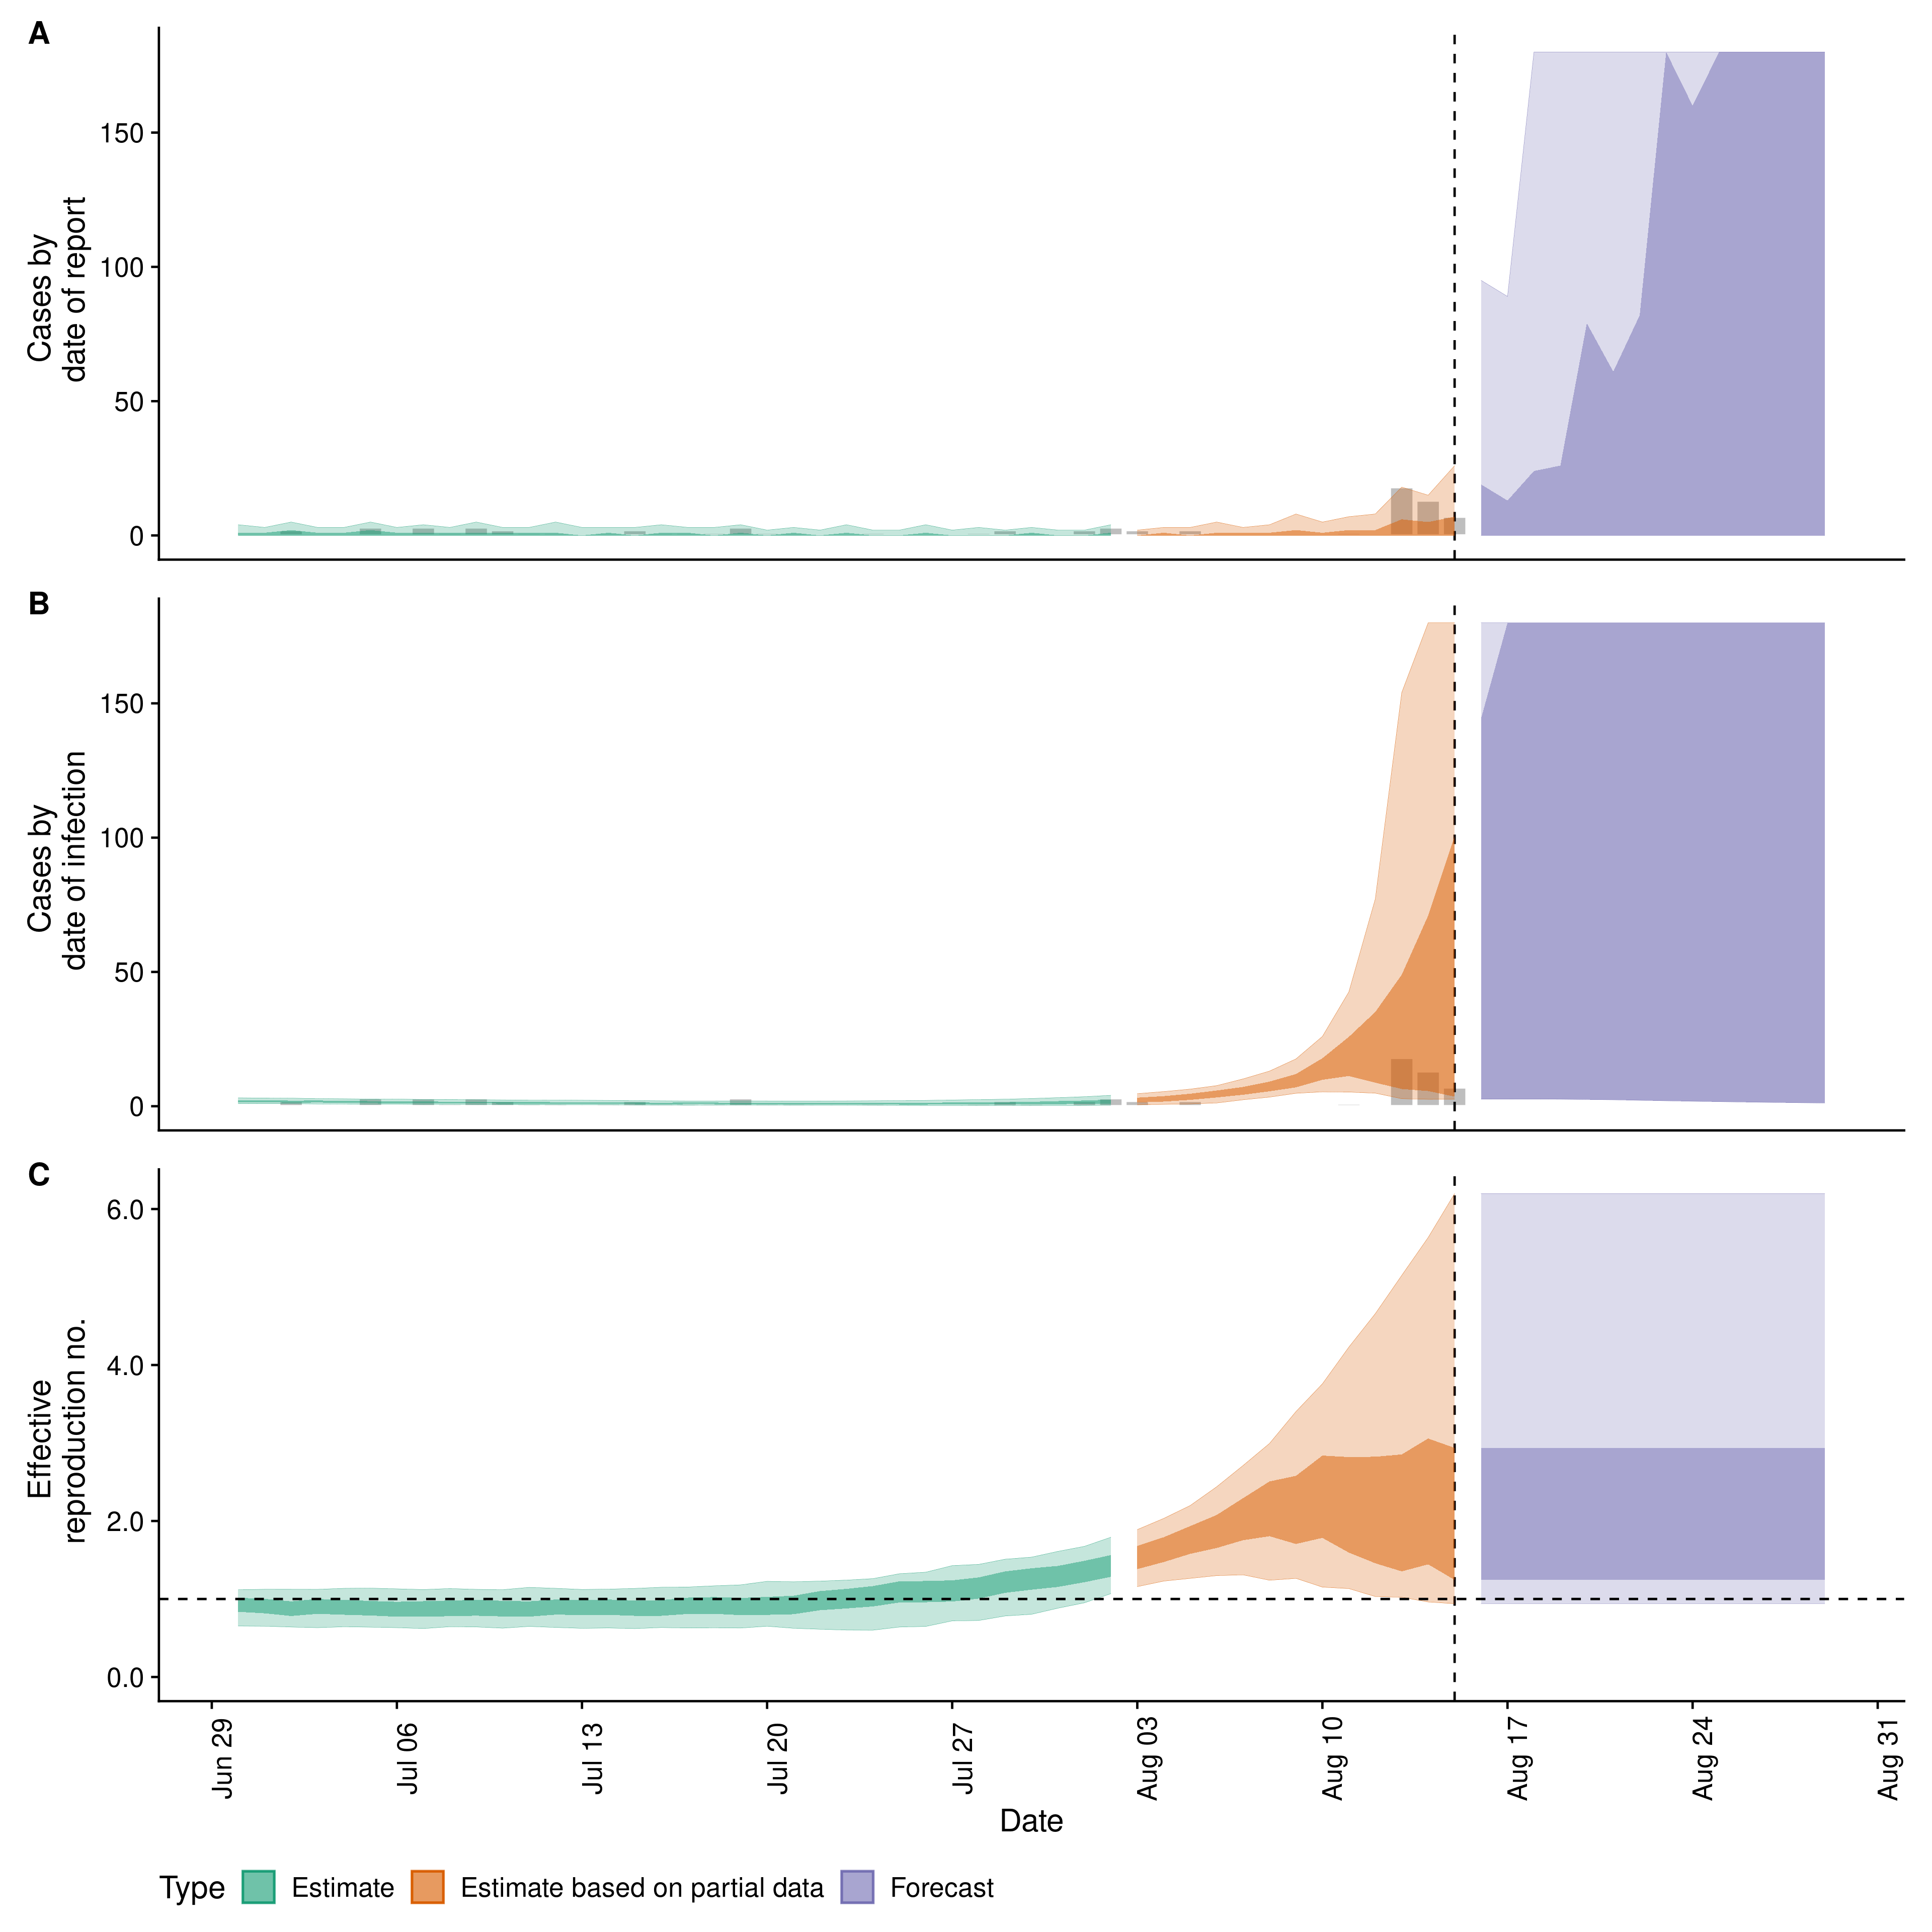 A
Cases by
date of report
150
100
50
0
B
Cases by
date of infection
150
100
50
0
C
Effective
reproduction no.
6.0
4.0
2.0
0.0
Jun 29
Jul 06
Jul 13
Jul 20
Jul 27
Aug 03
Aug 10
Aug 17
Aug 24
Aug 31
Date
Type Estimate Estimate based on partial data Forecast